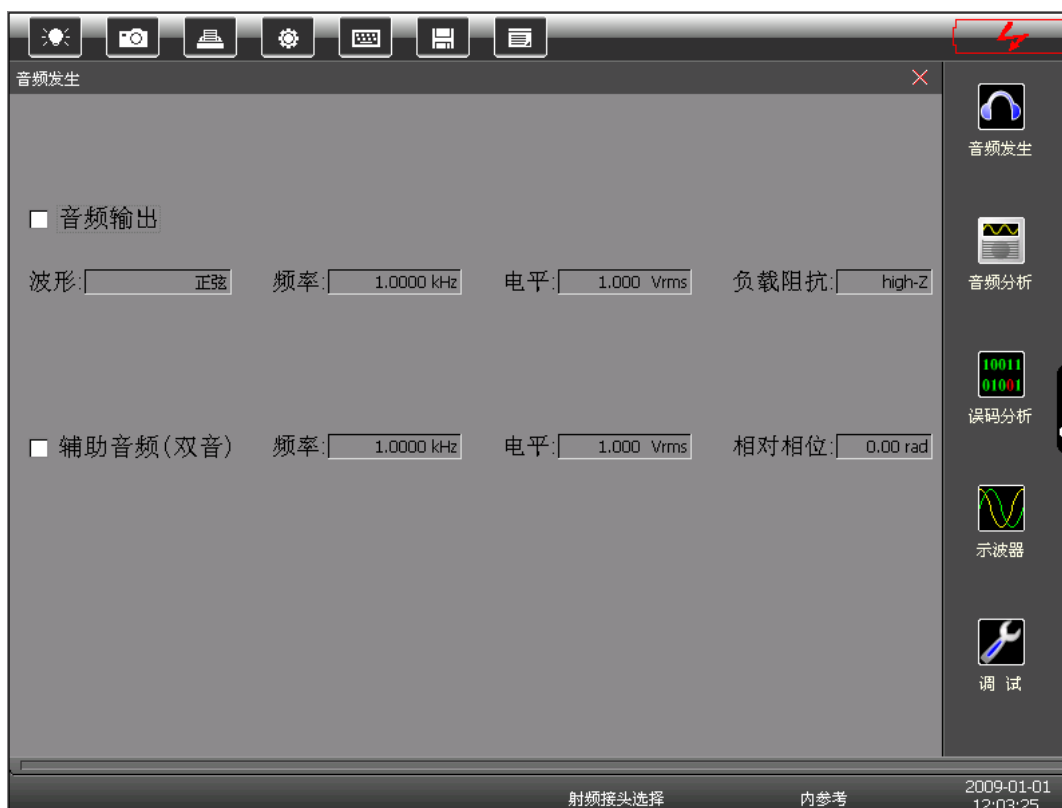 音频发生
音频输出
波形: 正弦 频率: 1.0000 kHz 电平: 1.000 Vrms 负载阻抗: high-Z
辅助音频(双音) 频率: 1.0000 kHz 电平: 1.000 Vrms 相对相位: 0.00 rad
音频发生
音频分析
10011
01001
误码分析
示波器
调 试
射频接头选择 内参考 2009-01-01
12:03:25